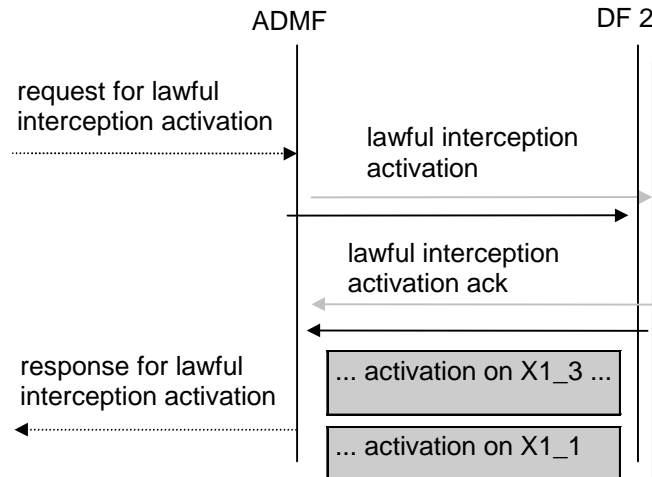 ADMF
DF 2
request for lawful
interception activation
lawful interception
activation
lawful interception
activation ack
response for lawful
interception activation
... activation on X1_3 ...
... activation on X1_1